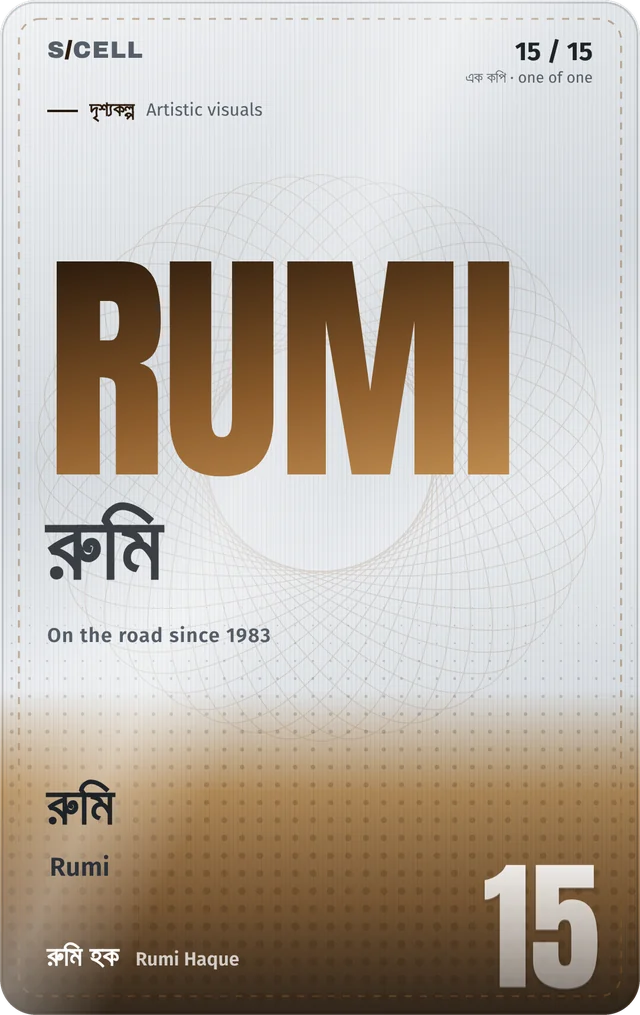 S/CELL
15 / 15
এক কপি · one of one
দৃশ্যকল্প Artistic visuals
RUMI
রুমি
On the road since 1983
রুমি
Rumi
রুমি হক Rumi Haque
15